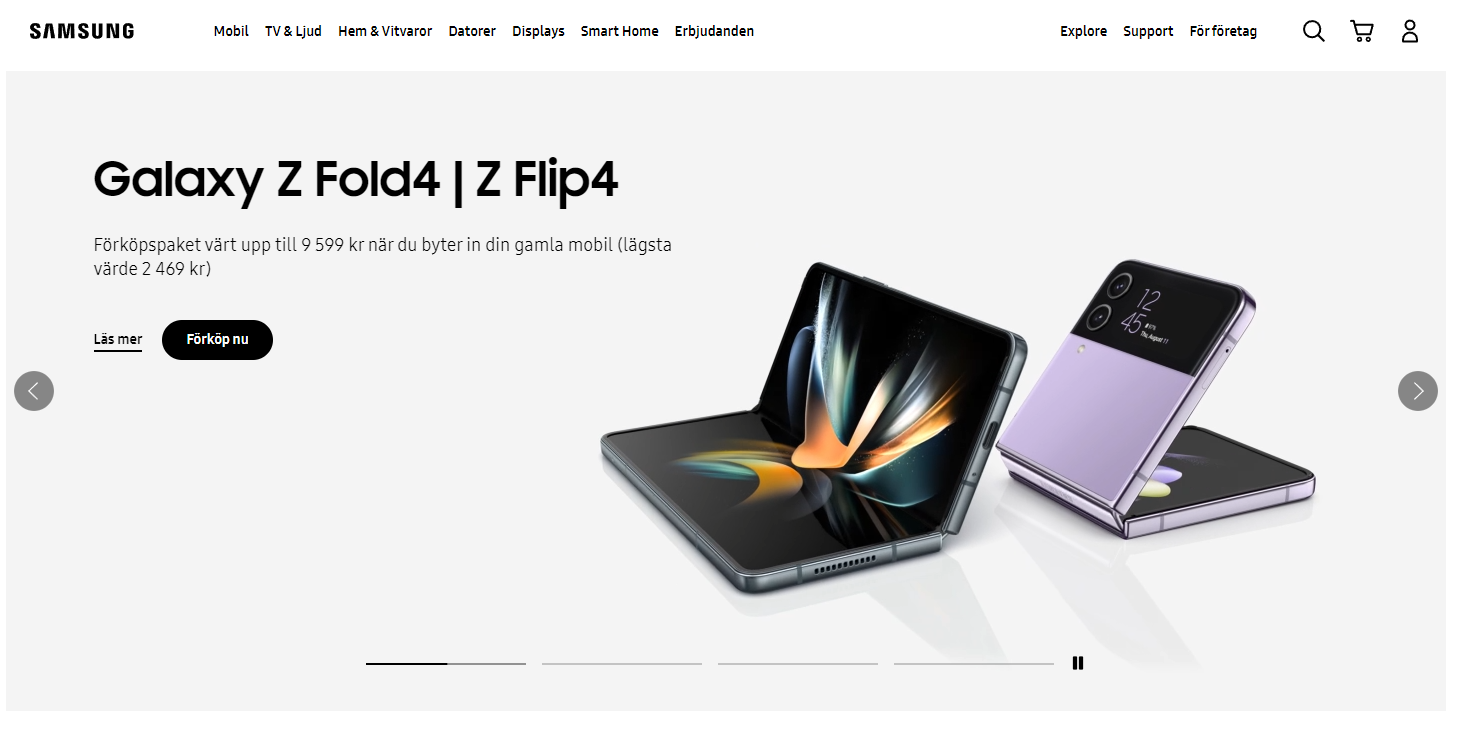 SAMSUNG
Mobil TV & Ljud Hem & Vitvaror Datorer Displays Smart Home Erbjudanden Explore Support För företag
Galaxy Z Fold4 | Z Flip4
Förköpspaket värt upp till 9 599 kr när du byter in din gamla mobil (lägsta
värde 2 469 kr)
Läs mer Förköp nu
12
45
Thu, August 11